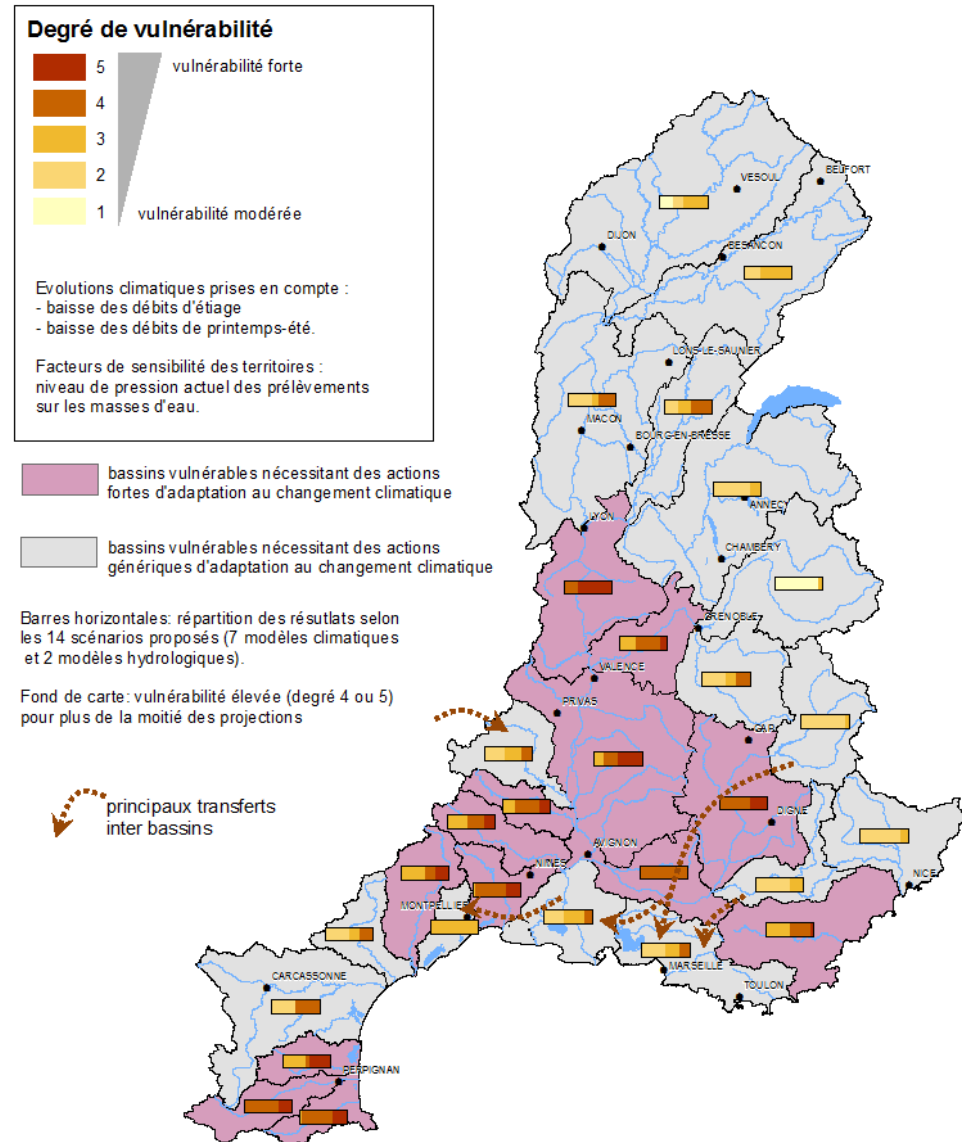 Degré de vulnérabilité
5
vulnérabilité forte
4
3
2
1
vulnérabilité modérée
Evolutions climatiques prises en compte :
- baisse des débits d'étiage
- baisse des débits de printemps-été.
Facteurs de sensibilité des territoires :
niveau de pression actuel des prélèvements
sur les masses d'eau.
bassins vulnérables nécessitant des actions
fortes d'adaptation au changement climatique
bassins vulnérables nécessitant des actions
génériques d'adaptation au changement climatique
Barres horizontales: répartition des résutlats selon
les 14 scénarios proposés (7 modèles climatiques
et 2 modèles hydrologiques).
Fond de carte: vulnérabilité élevée (degré 4 ou 5)
pour plus de la moitié des projections
principaux transferts
inter bassins
BELFORT
VESOUL
DIJON
BESANCON
LONS-LE-SAUNIER
MACON
BOURG-EN-BRESSE
ANNECY
LYON
CHAMBERY
GRENOBLE
VALENCE
PRIVAS
GAP
DIGNE
AVIGNON
NIMES
NICE
MONTPELLIER
MARSEILLE
TOULON
CARCASSONNE
PERPIGNAN